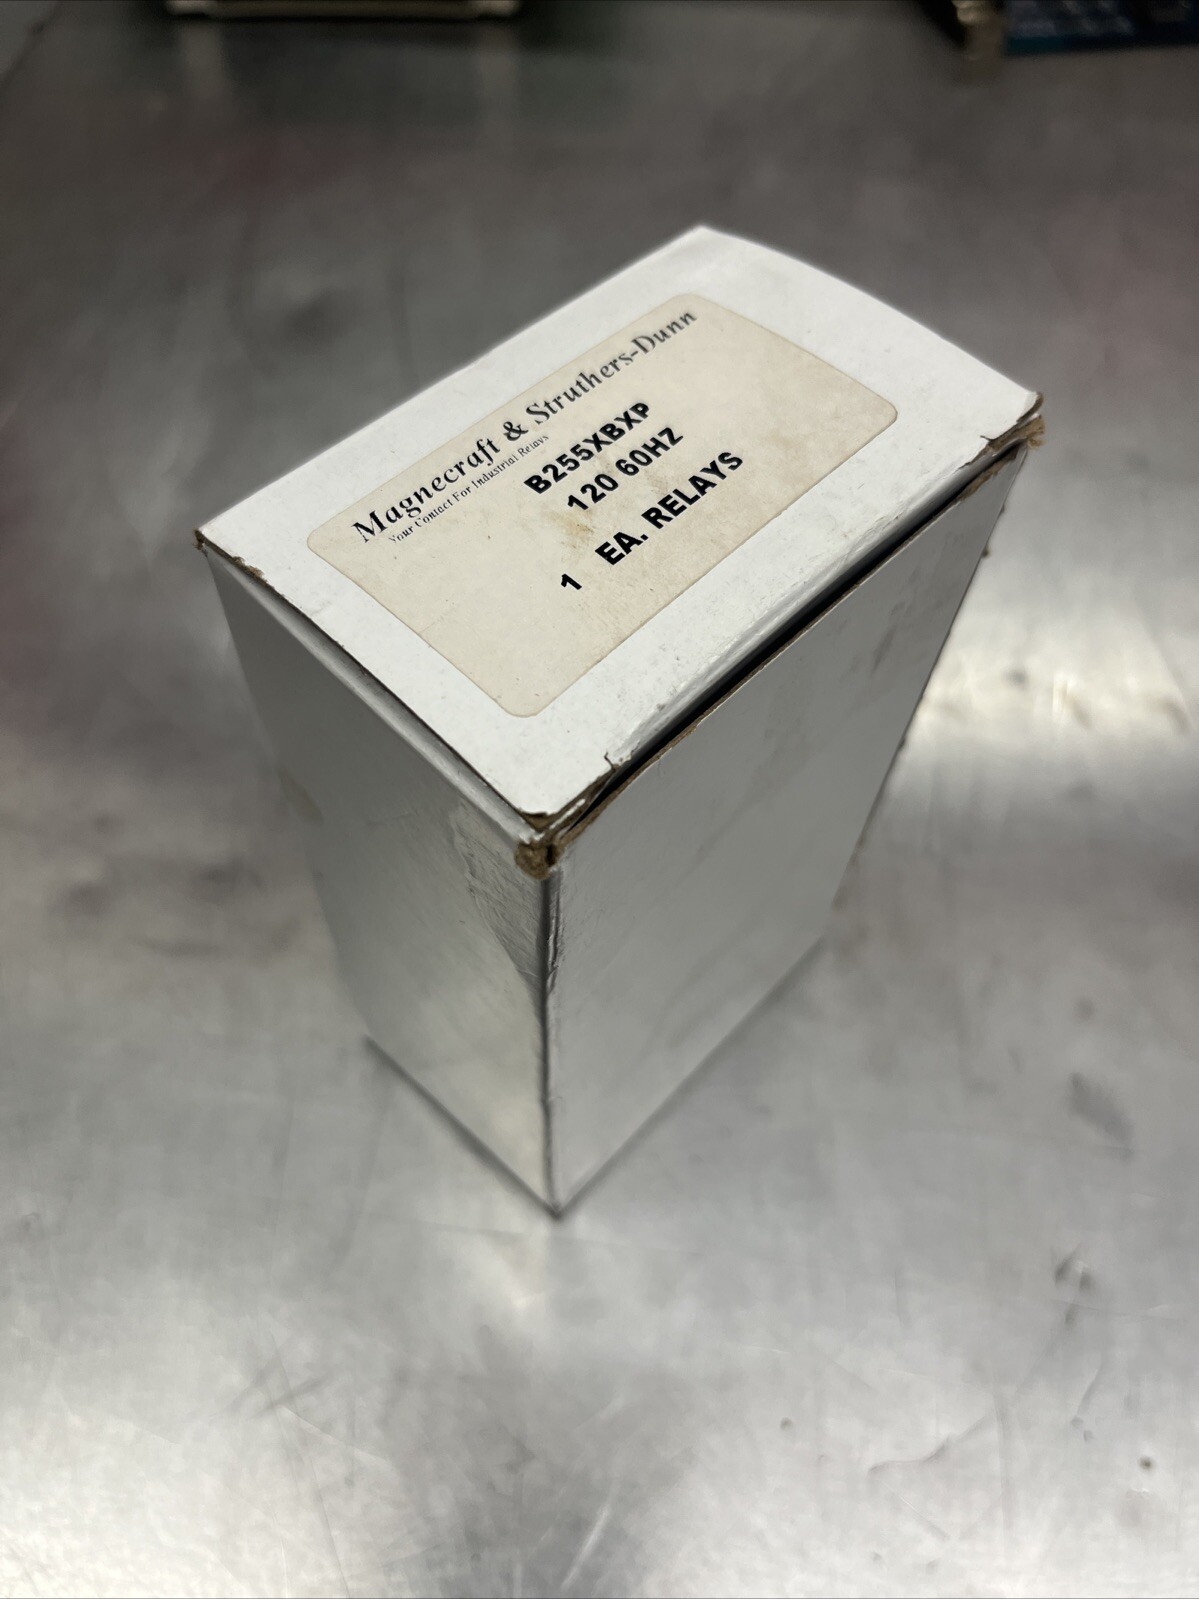 Magnecraft & Struthers-Dunn
Your Contact For Industrial Relays
B255XBXP
120 60HZ
1 EA. RELAYS